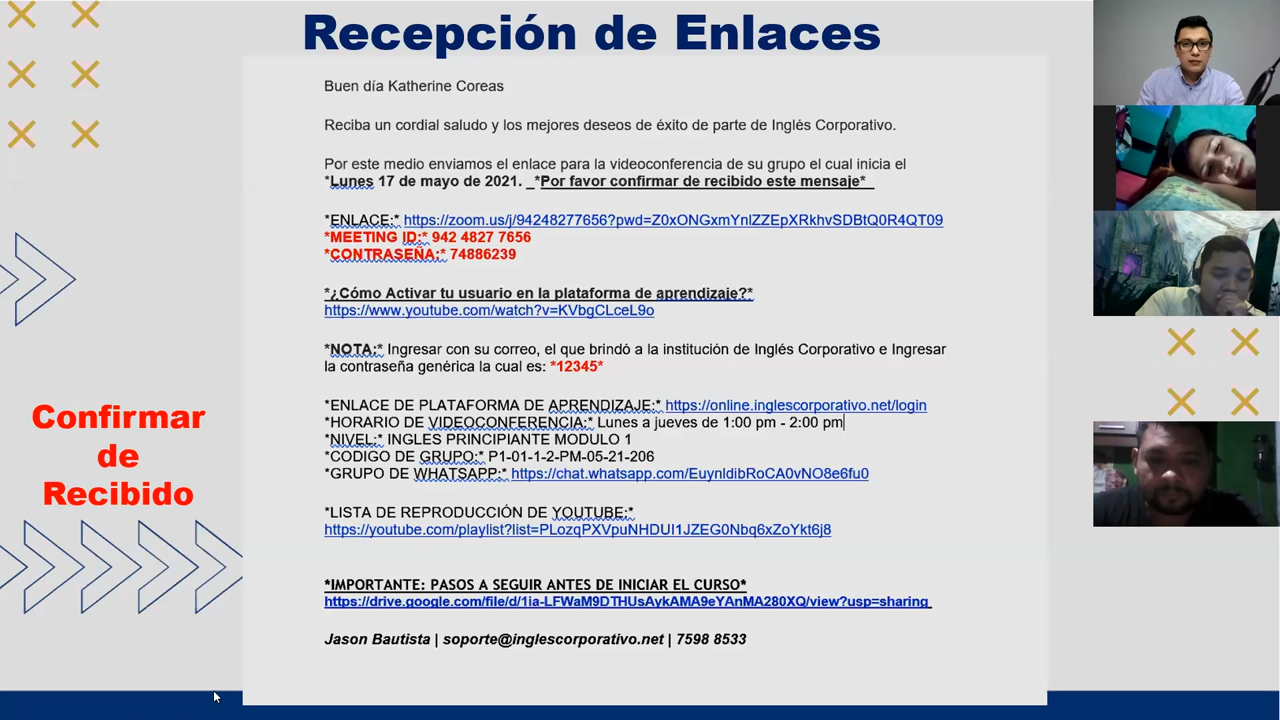 Recepción de Enlaces
Buen día Katherine Coreas
Reciba un cordial saludo y los mejores deseos de éxito de parte de Inglés Corporativo.
Por este medio enviamos el enlace para la videoconferencia de su grupo el cual inicia el
*Lunes 17 de mayo de 2021. _*Por favor confirmar de recibido este mensaje*_
*ENLACE:* https://zoom.us/j/94248277656?pwd=Z0xONGxmYnlZZEpXRkhvSDBtQ0R4QT09
*MEETING ID:* 942 4827 7656
*CONTRASEÑA:* 74886239
*¿Cómo Activar tu usuario en la plataforma de aprendizaje?*
https://www.youtube.com/watch?v=KVbgCLceL9o
*NOTA:* Ingresar con su correo, el que brindó a la institución de Inglés Corporativo e Ingresar
la contraseña genérica la cual es: *12345*
*ENLACE DE PLATAFORMA DE APRENDIZAJE:* https://online.inglescorporativo.net/login
*HORARIO DE VIDEOCONFERENCIA:* Lunes a jueves de 1:00 pm - 2:00 pm
*NIVEL:* INGLES PRINCIPIANTE MODULO 1
*CODIGO DE GRUPO:* P1-01-1-2-PM-05-21-206
*GRUPO DE WHATSAPP:* https://chat.whatsapp.com/EuynldibRoCA0vNO8e6fu0
*LISTA DE REPRODUCCIÓN DE YOUTUBE:*
https://youtube.com/playlist?list=PLozqPXVpuNHDUI1JZEG0Nbq6xZoYkt6j8
*IMPORTANTE: PASOS A SEGUIR ANTES DE INICIAR EL CURSO*
https://drive.google.com/file/d/1ia-LFWaM9DTHUsAykAMA9eYAnMA280XQ/view?usp=sharing
Jason Bautista | soporte@inglescorporativo.net | 7598 8533
Confirmar
de
Recibido